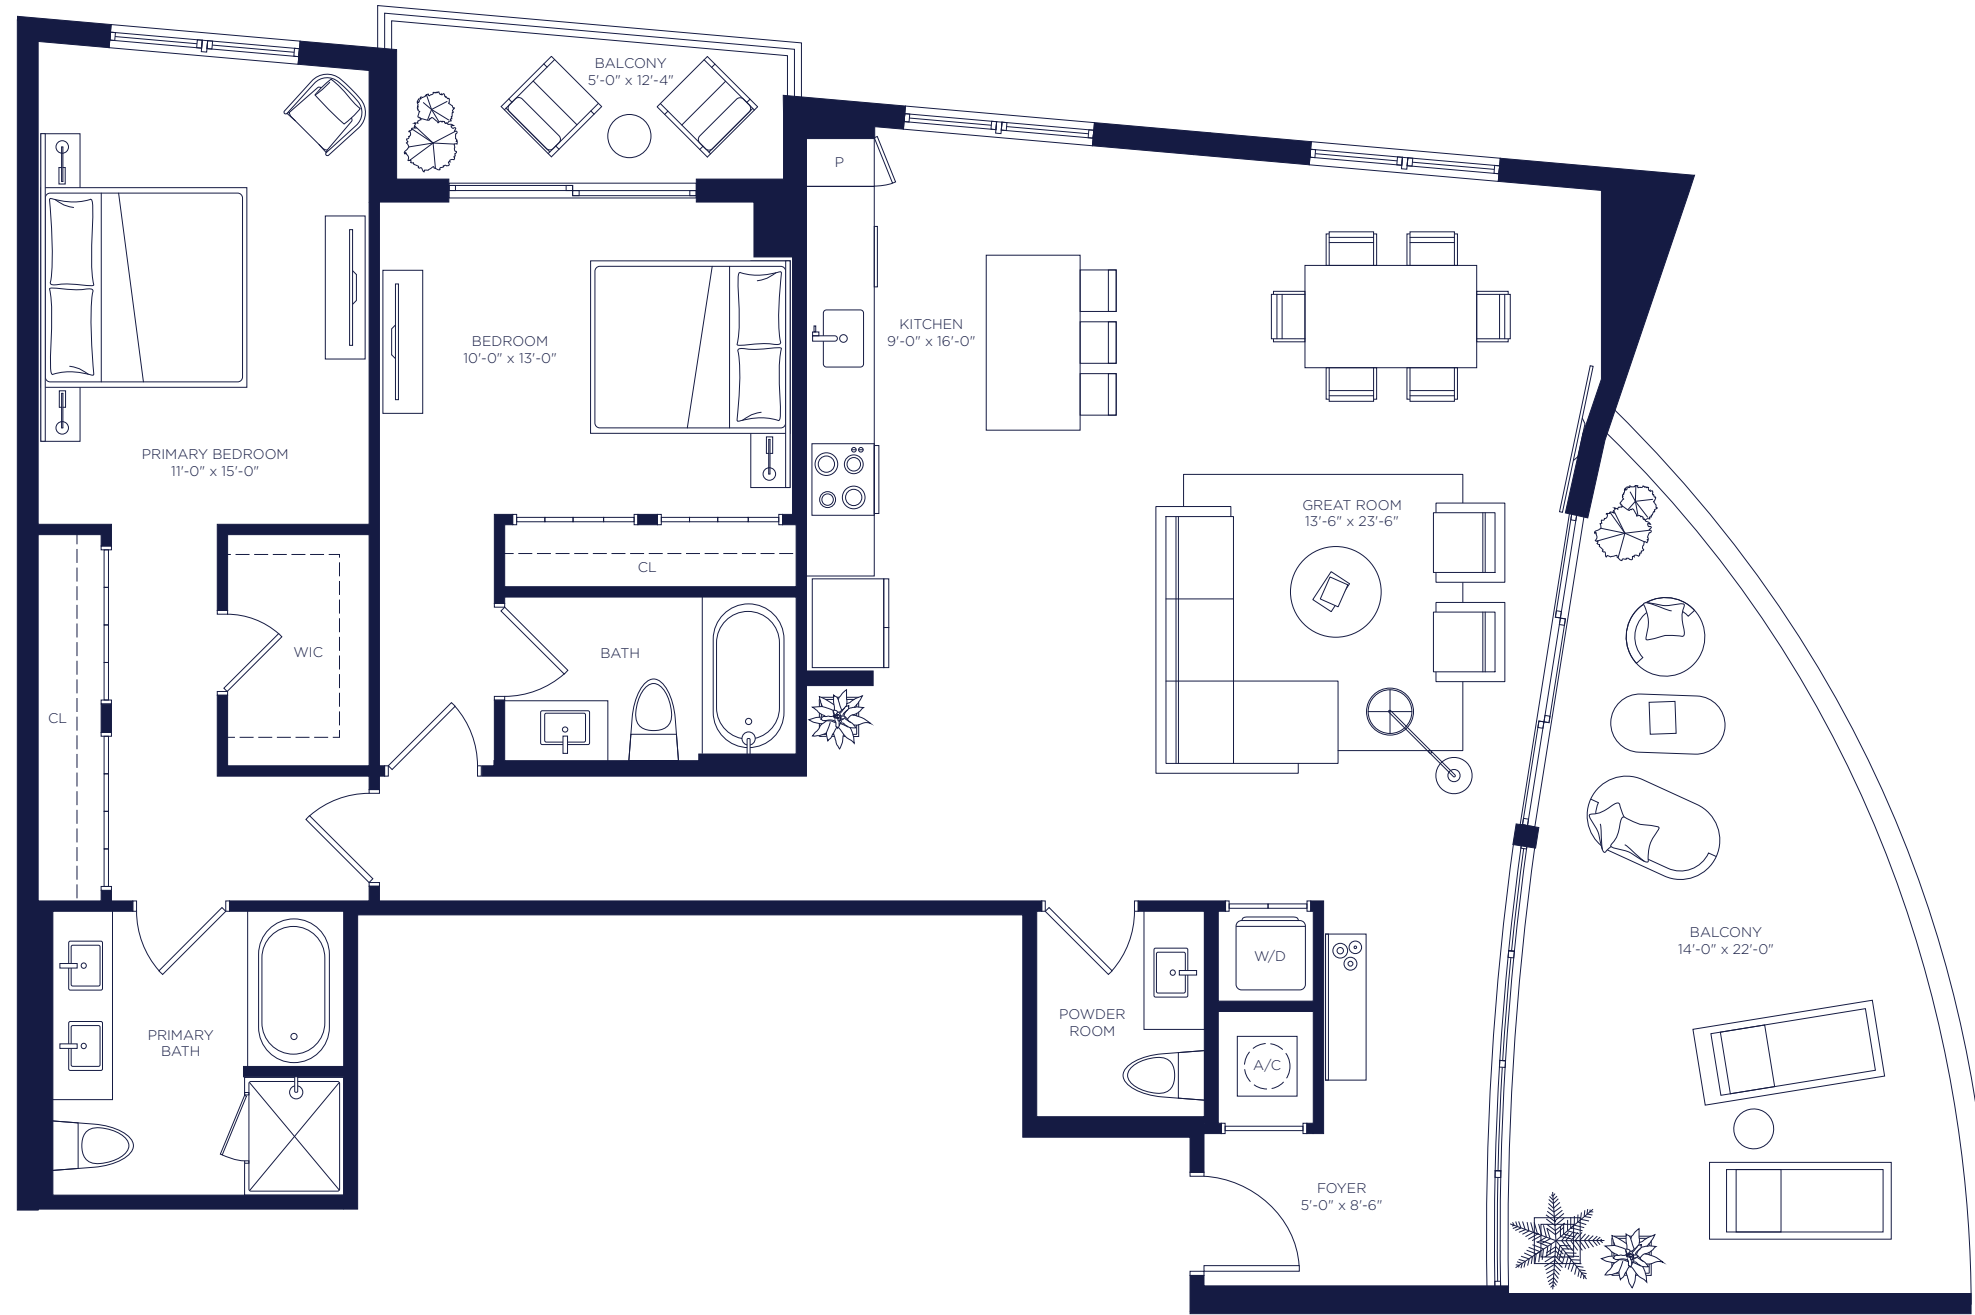 BALCONY
5'-0" x 12'-4"
P
KITCHEN
9'-0" x 16'-0"
BEDROOM
10'-0" x 13'-0"
PRIMARY BEDROOM
11'-0" x 15'-0"
GREAT ROOM
13'-6" x 23'-6"
CL
WIC
BATH
CL
BALCONY
14'-0" x 22'-0"
W/D
POWDER
ROOM
PRIMARY
BATH
A/C
FOYER
5'-0" x 8'-6"